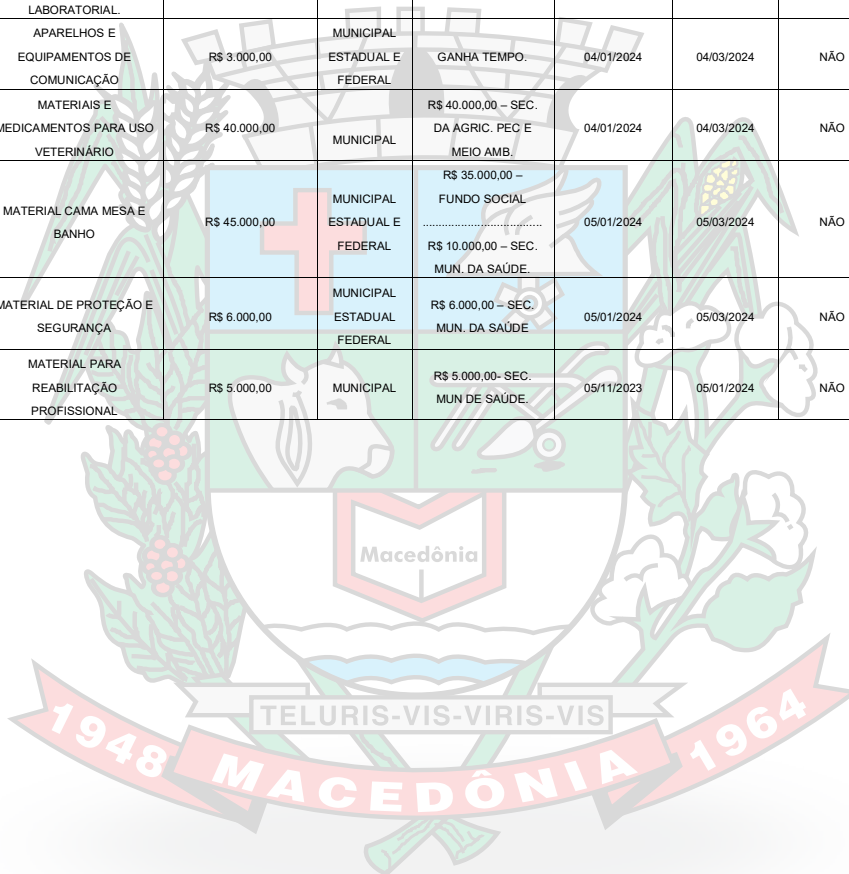 LABORATORIAL.
APARELHOS E
EQUIPAMENTOS DE
COMUNICAÇÃO
R$ 3.000,00
MUNICIPAL
ESTADUAL E
FEDERAL
GANHA TEMPO.
04/01/2024
04/03/2024
NÃO
MATERIAIS E
MEDICAMENTOS PARA USO
VETERINÁRIO
R$ 40.000,00
MUNICIPAL
R$ 40.000,00 – SEC.
DA AGRIC. PEC E
MEIO AMB.
04/01/2024
04/03/2024
NÃO
MATERIAL CAMA MESA E
BANHO
R$ 45.000,00
MUNICIPAL
ESTADUAL E
FEDERAL
R$ 35.000,00 –
FUNDO SOCIAL
......................................
R$ 10.000,00 – SEC.
MUN. DA SAÚDE.
05/01/2024
05/03/2024
NÃO
MATERIAL DE PROTEÇÃO E
SEGURANÇA
R$ 6.000,00
MUNICIPAL
ESTADUAL
FEDERAL
R$ 6.000,00 – SEC.
MUN. DA SAÚDE
05/01/2024
05/03/2024
NÃO
MATERIAL PARA
REABILITAÇÃO
PROFISSIONAL
R$ 5.000,00
MUNICIPAL
R$ 5.000,00- SEC.
MUN DE SAÚDE.
05/11/2023
05/01/2024
NÃO
Macedônia
TELURIS-VIS-VIRIS-VIS
1948 MACEDÔNIA 1964